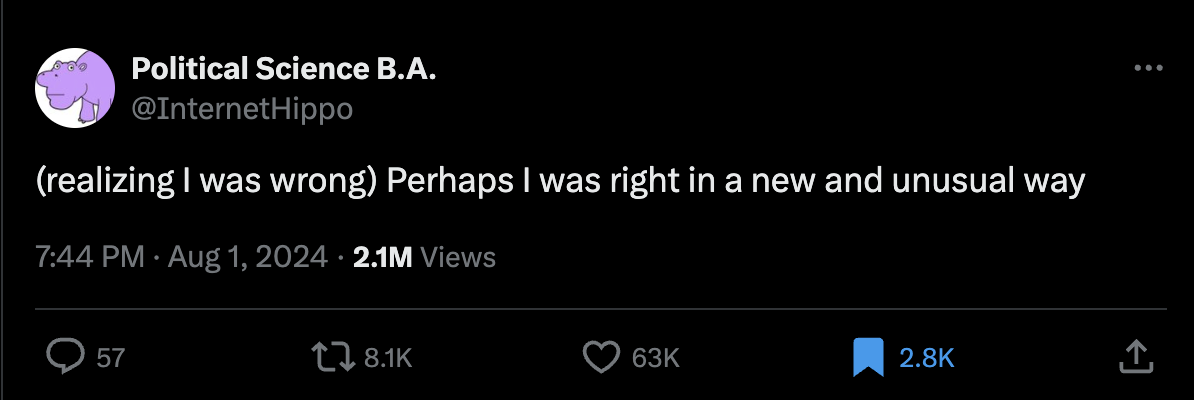 Political Science B.A.
@InternetHippo
(realizing I was wrong) Perhaps I was right in a new and unusual way
7:44 PM · Aug 1, 2024 · 2.1M Views
57 8.1K 63K 2.8K